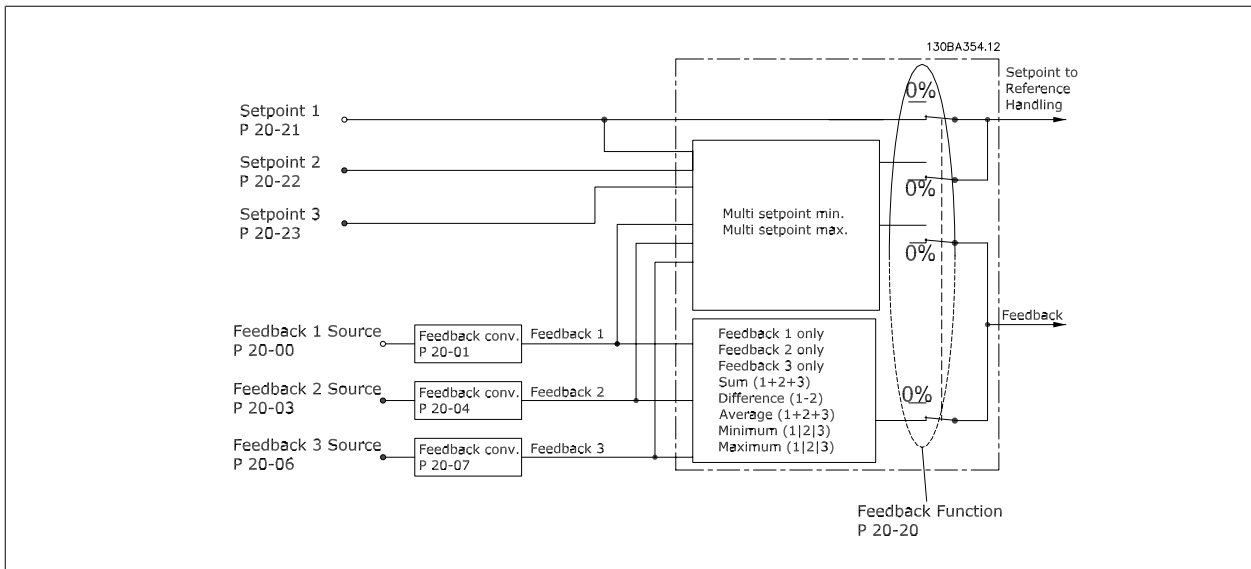 130BA354.12
Setpoint to
Reference
Handling
0%
Setpoint 1
P 20-21
Setpoint 2
P 20-22
0%
Setpoint 3
P 20-23
Multi setpoint min.
Multi setpoint max.
0%
Feedback
Feedback 1 Source
P 20-00
Feedback conv.
P 20-01
Feedback 1
Feedback 2 Source
P 20-03
Feedback conv.
P 20-04
Feedback 2
Feedback 3 Source
P 20-06
Feedback conv.
P 20-07
Feedback 3
Feedback 1 only
Feedback 2 only
Feedback 3 only
Sum (1+2+3)
Difference (1-2)
Average (1+2+3)
Minimum (1|2|3)
Maximum (1|2|3)
0%
Feedback Function
P 20-20